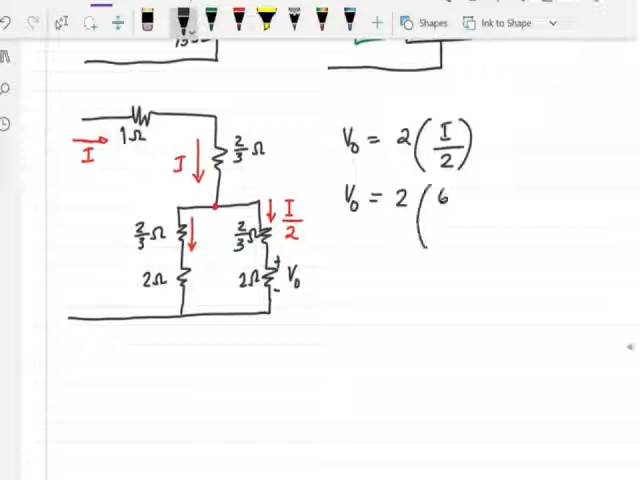 Shapes
Ink to Shape
1Ω
I
I
2/3 Ω
V₀ = 2 ( I/2 )
V₀ = 2 ( 6
2/3 Ω
2/3 Ω
I/2
2Ω
2Ω
+
V₀
-